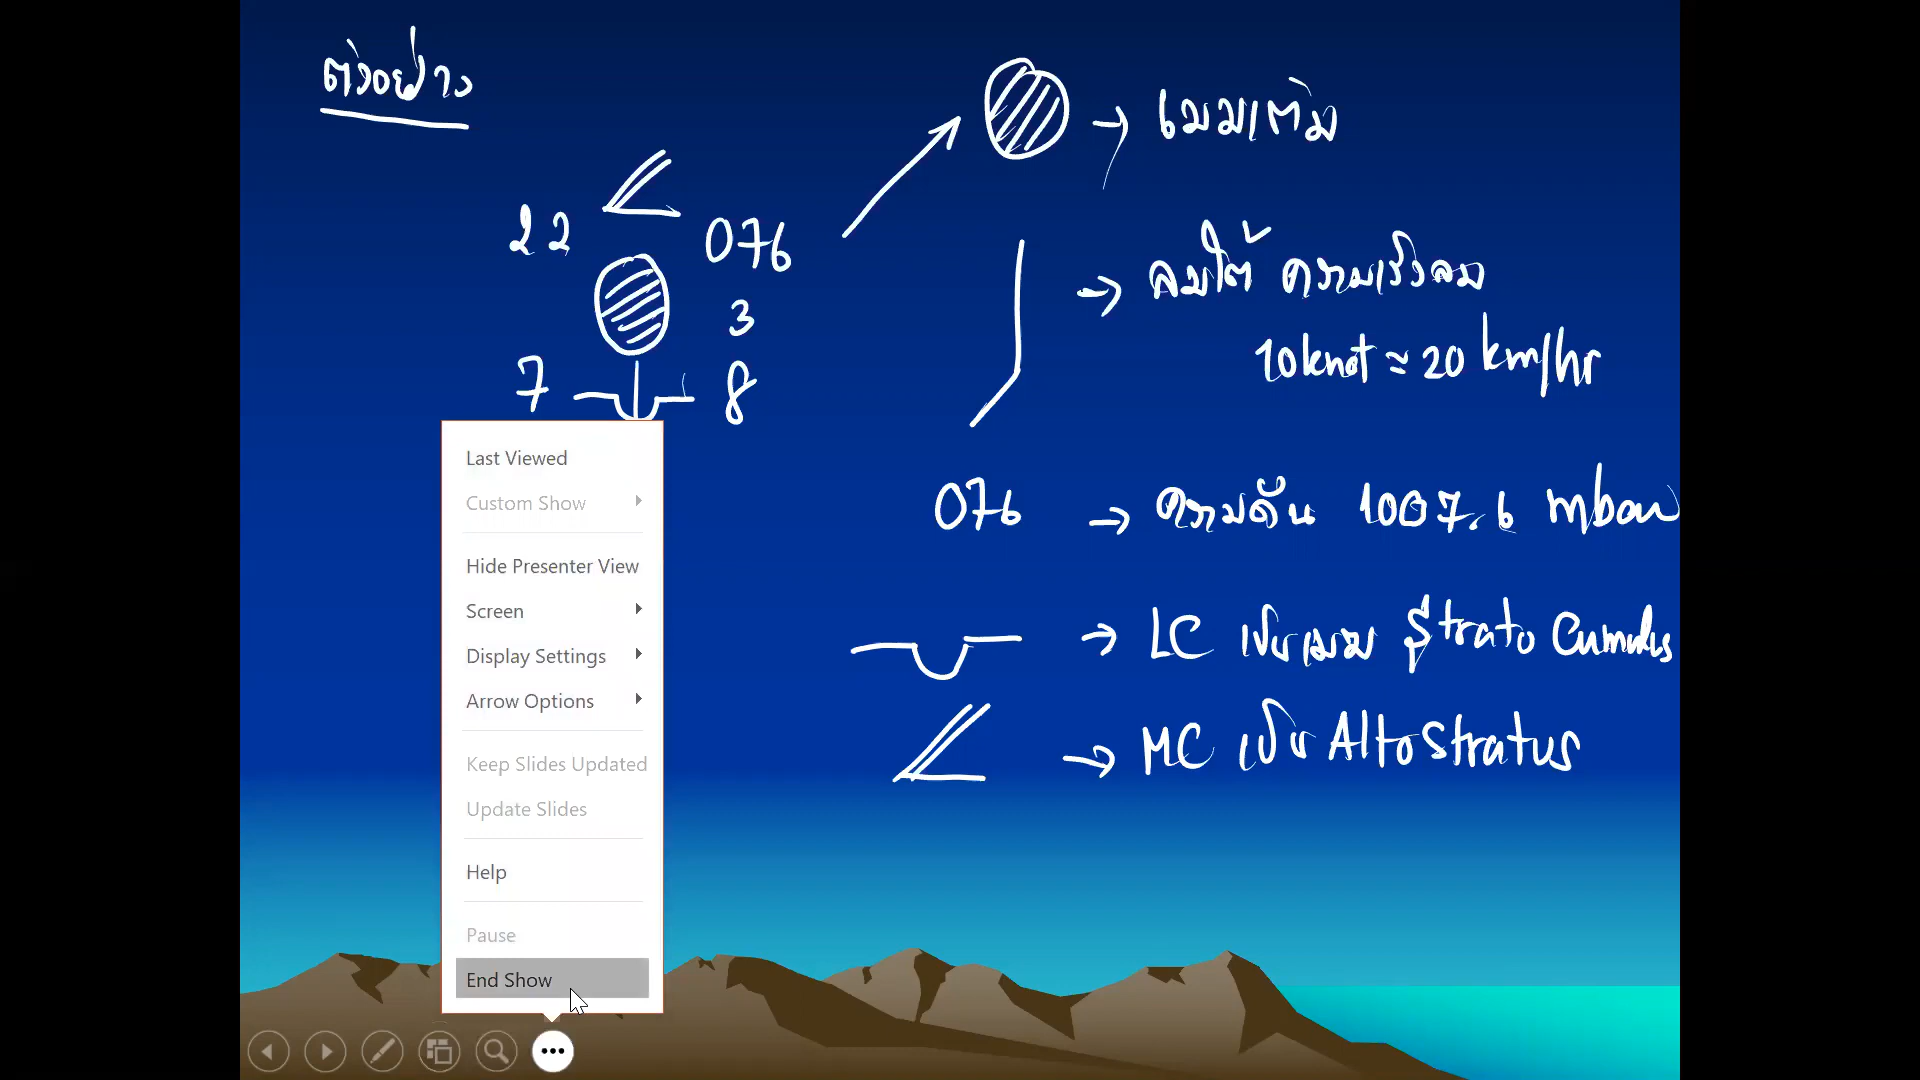 ตัวอย่าง
22
076
3
7
8
→ เมฆเต็ม
→ ลมใต้ ความเร็วลม
10 knot ≈ 20 km/hr
076 → ความดัน 1007.6 mbar
→ LC เป็นเมฆ Strato Cumulus
→ MC เป็น Altostratus
Last Viewed
Custom Show
Hide Presenter View
Screen
Display Settings
Arrow Options
Keep Slides Updated
Update Slides
Help
Pause
End Show